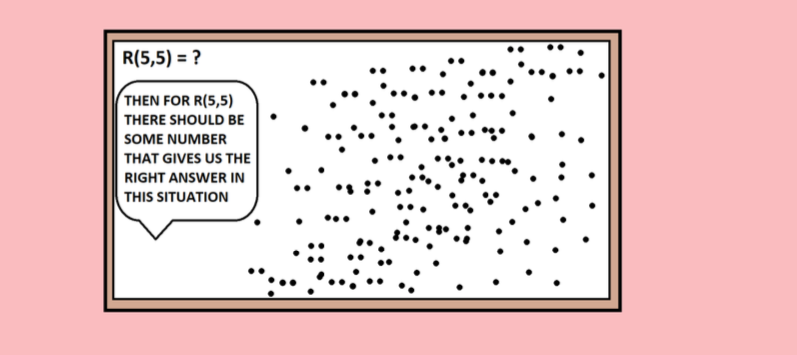 R(5,5) = ?
THEN FOR R(5,5)
THERE SHOULD BE
SOME NUMBER
THAT GIVES US THE
RIGHT ANSWER IN
THIS SITUATION